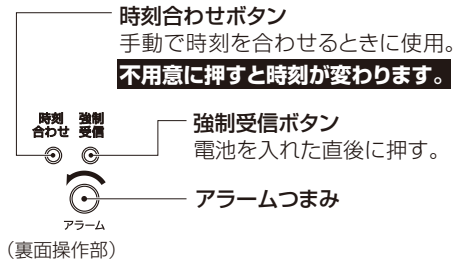 時刻合わせボタン
手動で時刻を合わせるときに使用。
不用意に押すと時刻が変わります。
時刻 強制
合わせ 受信
強制受信ボタン
電池を入れた直後に押す。
アラームつまみ
アラーム
（裏面操作部）